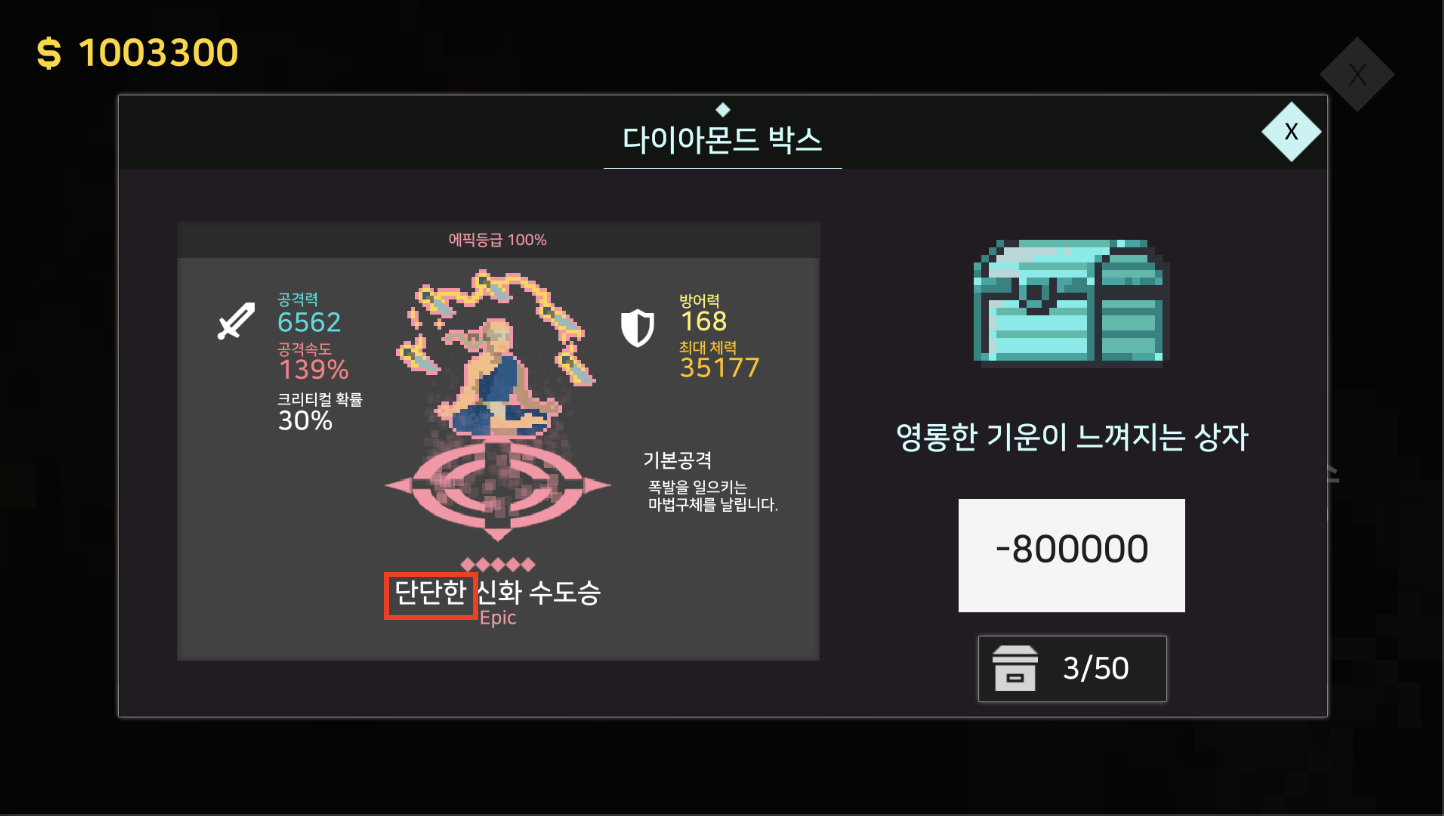 $ 1003300
X
다이아몬드 박스
X
에픽등급 100%
공격력
6562
공격속도
139%
크리티컬 확률
30%
방어력
168
최대 체력
35177
기본공격
폭발을 일으키는
마법구체를 날립니다.
단단한 신화 수도승
Epic
영롱한 기운이 느껴지는 상자
-800000
3/50